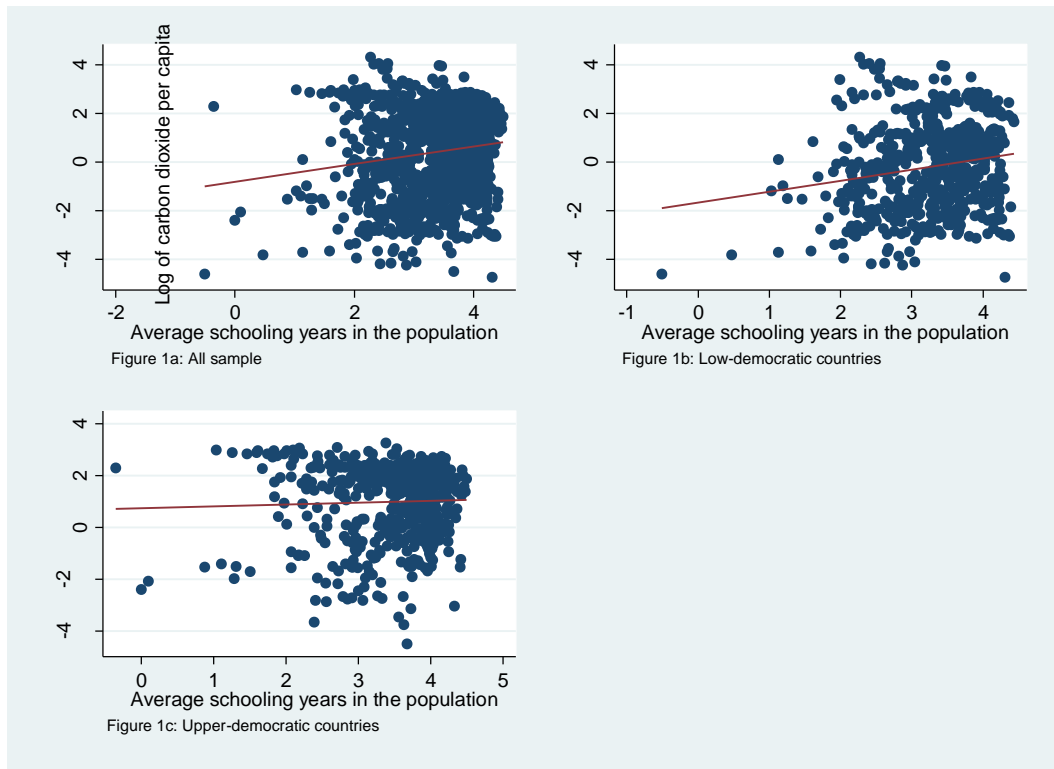 Log of carbon dioxide per capita
4
2
0
-2
-4
-2 0 2 4
Average schooling years in the population
Figure 1a: All sample
4
2
0
-2
-4
-1 0 1 2 3 4
Average schooling years in the population
Figure 1b: Low-democratic countries
4
2
0
-2
-4
0 1 2 3 4 5
Average schooling years in the population
Figure 1c: Upper-democratic countries